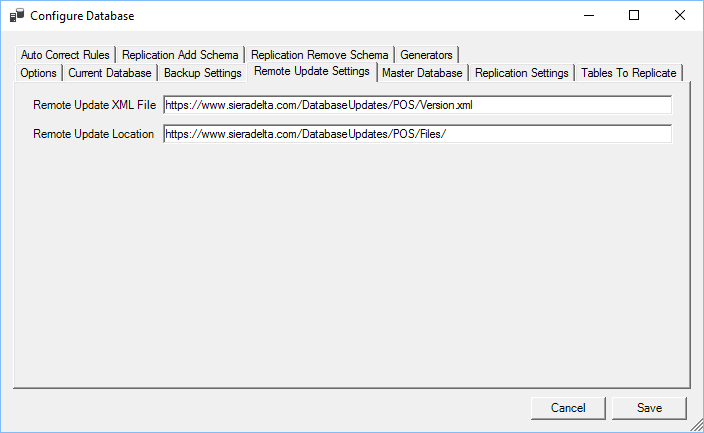 Configure Database
Auto Correct Rules Replication Add Schema Replication Remove Schema Generators
Options Current Database Backup Settings Remote Update Settings Master Database Replication Settings Tables To Replicate
Remote Update XML File https://www.sieradelta.com/DatabaseUpdates/POS/Version.xml
Remote Update Location https://www.sieradelta.com/DatabaseUpdates/POS/Files/
Cancel Save